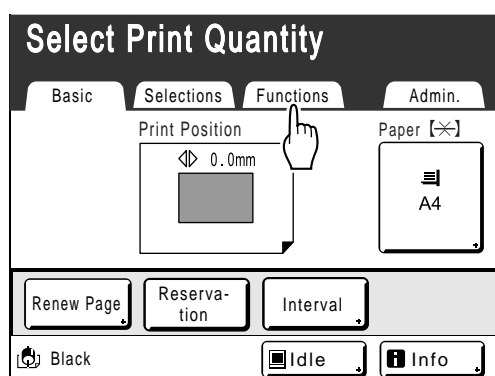 Select Print Quantity
Basic Selections Functions Admin.
Print Position Paper【⚹】
0.0mm
A4
Renew Page Reserva-
tion Interval
Black Idle Info